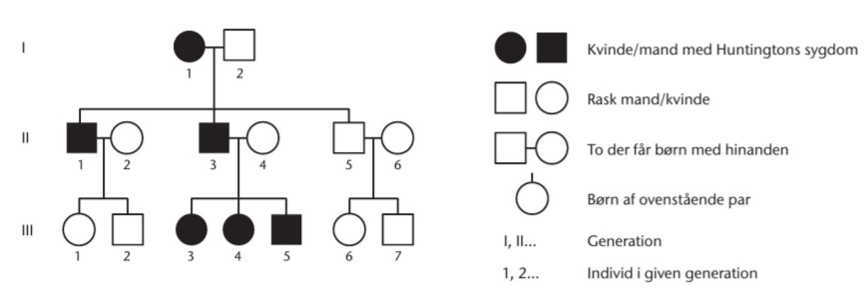 I
1 2
II
1 2 3 4 5 6
III
1 2 3 4 5 6 7
Kvinde/mand med Huntingtons sygdom
Rask mand/kvinde
To der får børn med hinanden
Børn af ovenstående par
I, II... Generation
1, 2... Individ i given generation